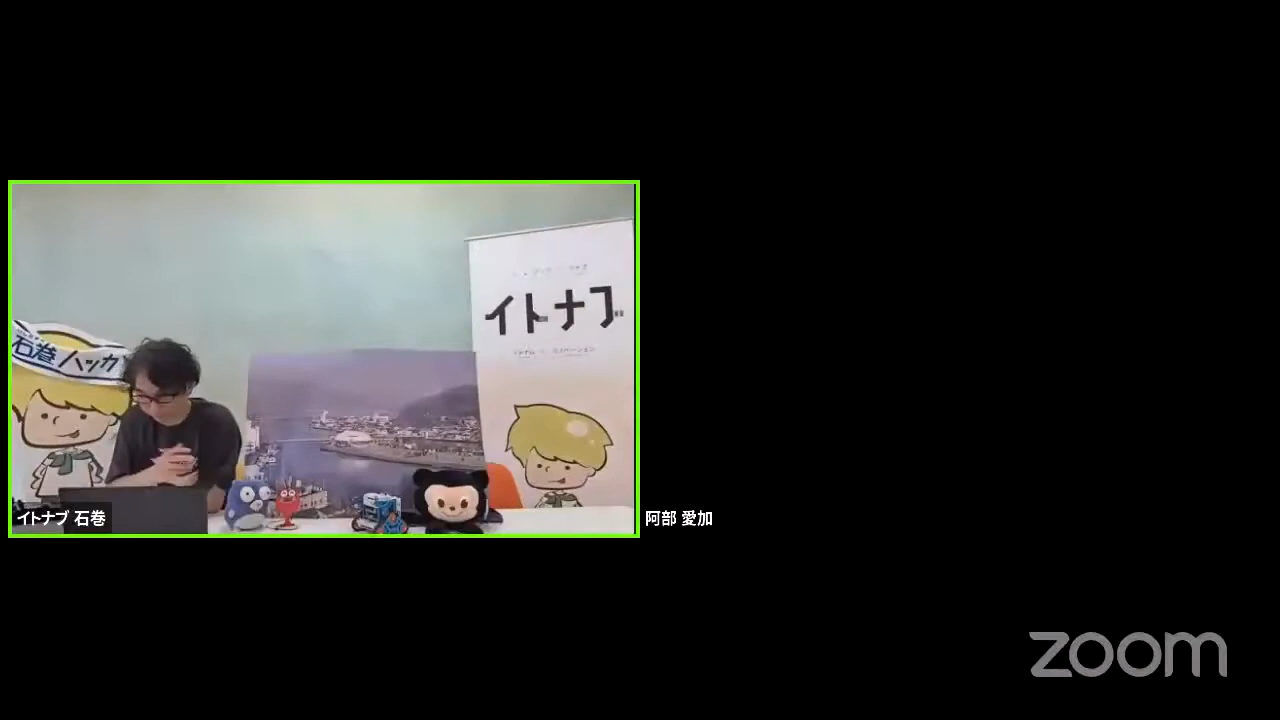 イトナブ
石巻ハッカ
イトナブ 石巻
阿部 愛加
zoom